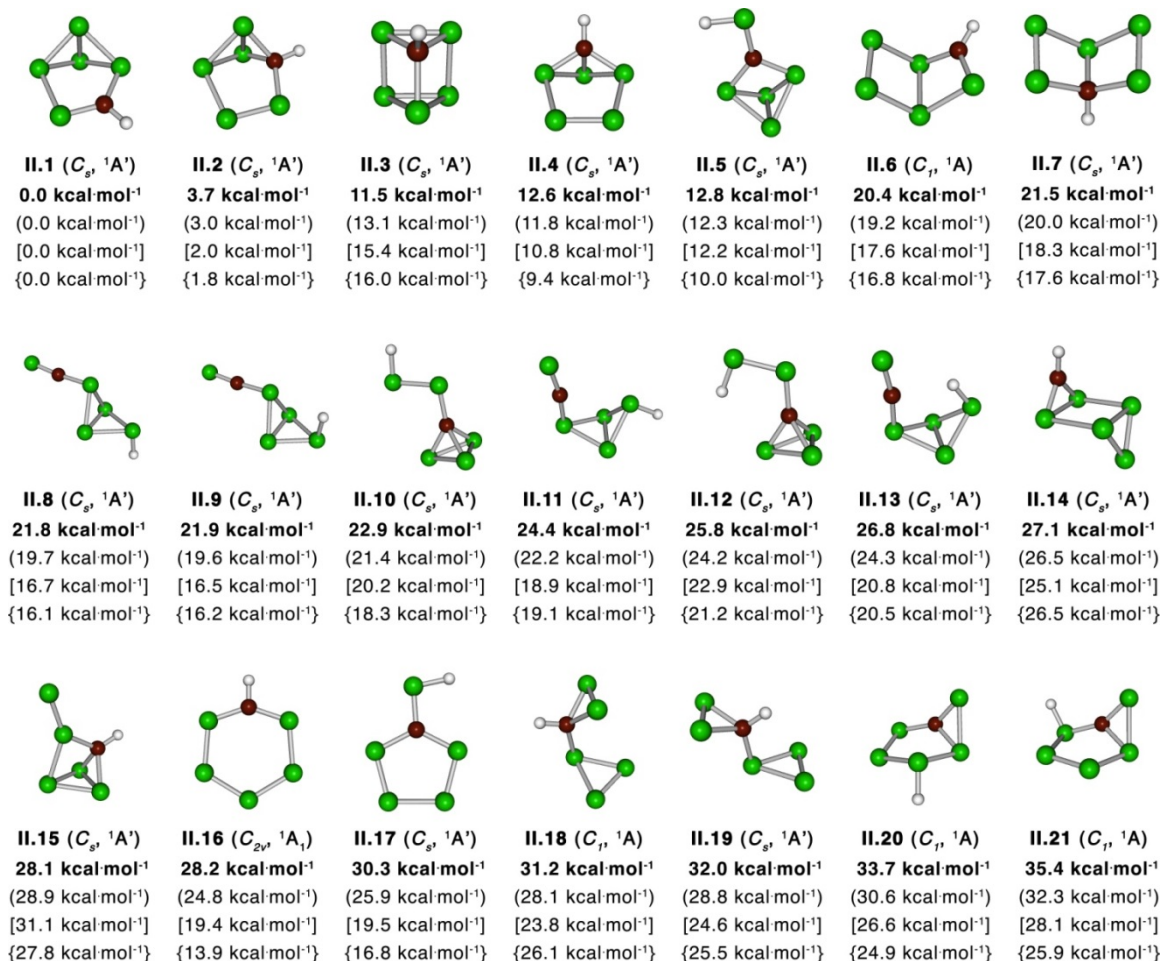 II.1 (Cs, ¹A') II.2 (Cs, ¹A') II.3 (Cs, ¹A') II.4 (Cs, ¹A') II.5 (Cs, ¹A') II.6 (C1, ¹A) II.7 (Cs, ¹A')
0.0 kcal·mol⁻¹ 3.7 kcal·mol⁻¹ 11.5 kcal·mol⁻¹ 12.6 kcal·mol⁻¹ 12.8 kcal·mol⁻¹ 20.4 kcal·mol⁻¹ 21.5 kcal·mol⁻¹
(0.0 kcal·mol⁻¹) (3.0 kcal·mol⁻¹) (13.1 kcal·mol⁻¹) (11.8 kcal·mol⁻¹) (12.3 kcal·mol⁻¹) (19.2 kcal·mol⁻¹) (20.0 kcal·mol⁻¹)
[0.0 kcal·mol⁻¹] [2.0 kcal·mol⁻¹] [15.4 kcal·mol⁻¹] [10.8 kcal·mol⁻¹] [12.2 kcal·mol⁻¹] [17.6 kcal·mol⁻¹] [18.3 kcal·mol⁻¹]
{0.0 kcal·mol⁻¹} {1.8 kcal·mol⁻¹} {16.0 kcal·mol⁻¹} {9.4 kcal·mol⁻¹} {10.0 kcal·mol⁻¹} {16.8 kcal·mol⁻¹} {17.6 kcal·mol⁻¹}
II.8 (Cs, ¹A') II.9 (Cs, ¹A') II.10 (Cs, ¹A') II.11 (Cs, ¹A') II.12 (Cs, ¹A') II.13 (Cs, ¹A') II.14 (Cs, ¹A')
21.8 kcal·mol⁻¹ 21.9 kcal·mol⁻¹ 22.9 kcal·mol⁻¹ 24.4 kcal·mol⁻¹ 25.8 kcal·mol⁻¹ 26.8 kcal·mol⁻¹ 27.1 kcal·mol⁻¹
(19.7 kcal·mol⁻¹) (19.6 kcal·mol⁻¹) (21.4 kcal·mol⁻¹) (22.2 kcal·mol⁻¹) (24.2 kcal·mol⁻¹) (24.3 kcal·mol⁻¹) (26.5 kcal·mol⁻¹)
[16.7 kcal·mol⁻¹] [16.5 kcal·mol⁻¹] [20.2 kcal·mol⁻¹] [18.9 kcal·mol⁻¹] [22.9 kcal·mol⁻¹] [20.8 kcal·mol⁻¹] [25.1 kcal·mol⁻¹]
{16.1 kcal·mol⁻¹} {16.2 kcal·mol⁻¹} {18.3 kcal·mol⁻¹} {19.1 kcal·mol⁻¹} {21.2 kcal·mol⁻¹} {20.5 kcal·mol⁻¹} {26.5 kcal·mol⁻¹}
II.15 (Cs, ¹A') II.16 (C2v, ¹A1) II.17 (Cs, ¹A') II.18 (C1, ¹A) II.19 (Cs, ¹A') II.20 (C1, ¹A) II.21 (C1, ¹A)
28.1 kcal·mol⁻¹ 28.2 kcal·mol⁻¹ 30.3 kcal·mol⁻¹ 31.2 kcal·mol⁻¹ 32.0 kcal·mol⁻¹ 33.7 kcal·mol⁻¹ 35.4 kcal·mol⁻¹
(28.9 kcal·mol⁻¹) (24.8 kcal·mol⁻¹) (25.9 kcal·mol⁻¹) (28.1 kcal·mol⁻¹) (28.8 kcal·mol⁻¹) (30.6 kcal·mol⁻¹) (32.3 kcal·mol⁻¹)
[31.1 kcal·mol⁻¹] [19.4 kcal·mol⁻¹] [19.5 kcal·mol⁻¹] [23.8 kcal·mol⁻¹] [24.6 kcal·mol⁻¹] [26.6 kcal·mol⁻¹] [28.1 kcal·mol⁻¹]
{27.8 kcal·mol⁻¹} {13.9 kcal·mol⁻¹} {16.8 kcal·mol⁻¹} {26.1 kcal·mol⁻¹} {25.5 kcal·mol⁻¹} {24.9 kcal·mol⁻¹} {25.9 kcal·mol⁻¹}